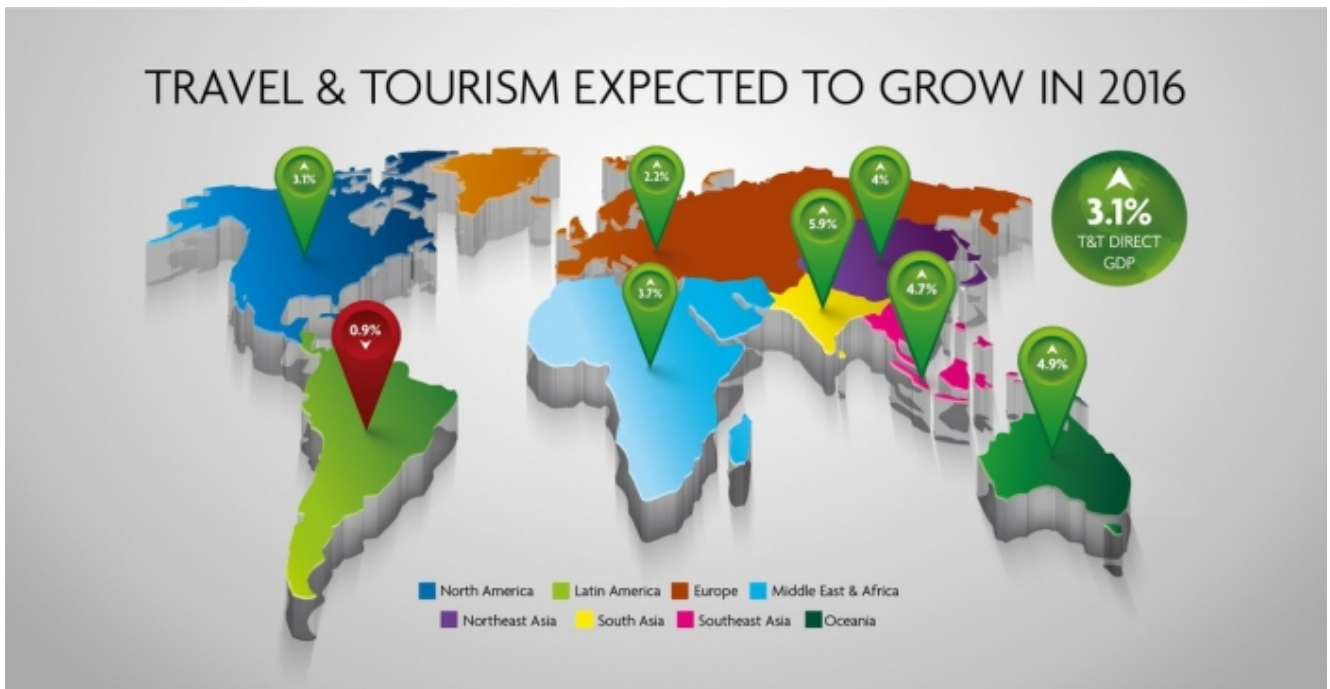 TRAVEL & TOURISM EXPECTED TO GROW IN 2016
3.1%
2.2%
4%
5.9%
3.1%
T&T DIRECT
GDP
3.7%
4.7%
0.9%
4.9%
North America
Latin America
Europe
Middle East & Africa
Northeast Asia
South Asia
Southeast Asia
Oceania